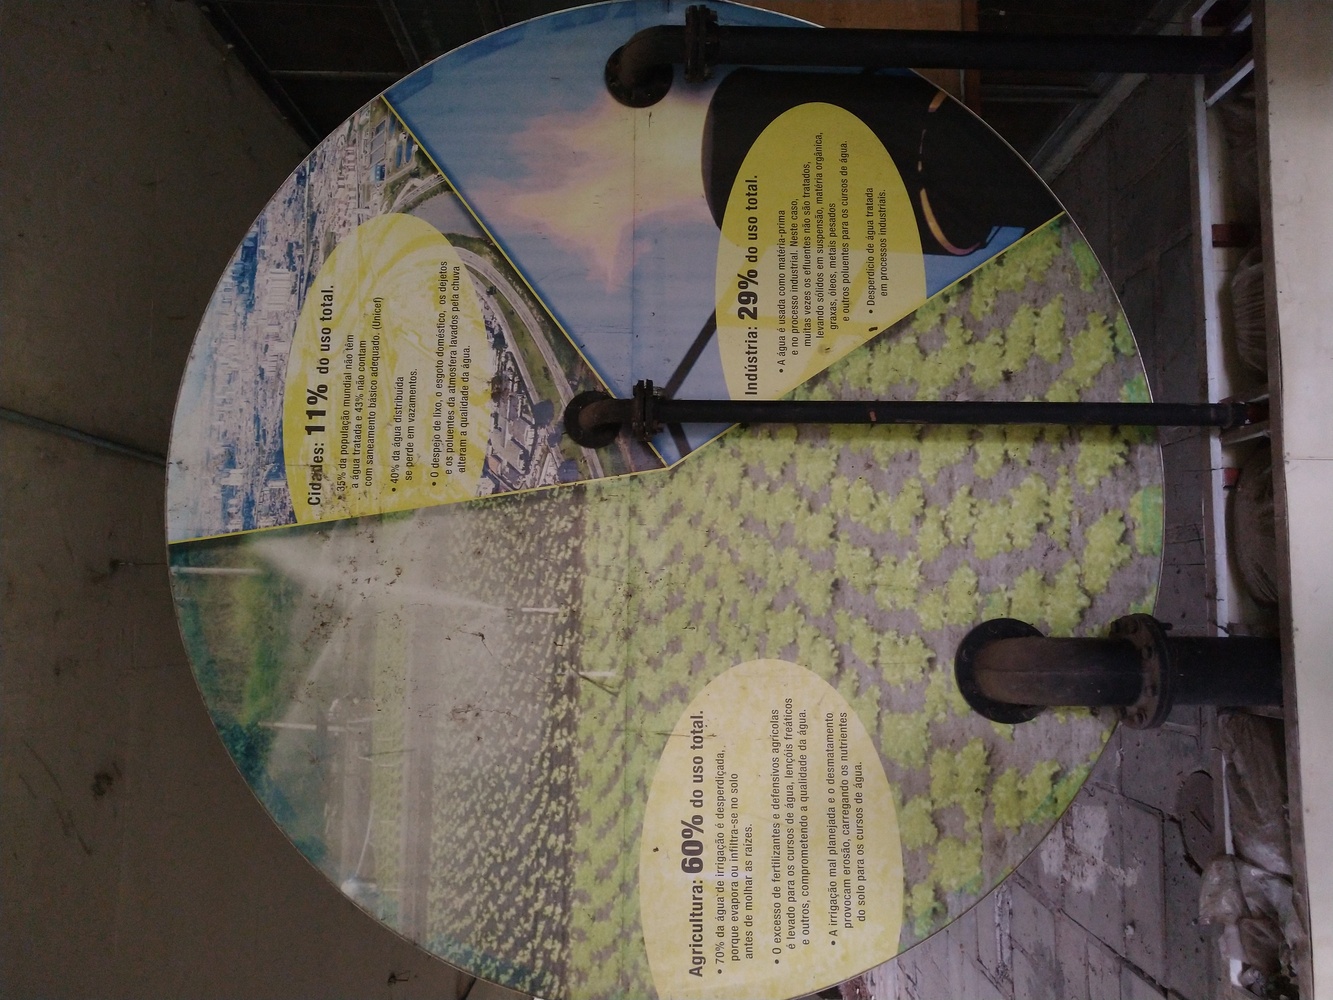 Cidades: 11% do uso total.
• 35% da população mundial não têm
a água tratada e 43% não contam
com saneamento básico adequado. (Unicef)
• 40% da água distribuída
se perde em vazamentos.
• O despejo de lixo, o esgoto doméstico, os dejetos
e os poluentes da atmosfera lavados pela chuva
alteram a qualidade da água.
Agricultura: 60% do uso total.
• 70% da água de irrigação é desperdiçada,
porque evapora ou infiltra-se no solo
antes de molhar as raízes.
• O excesso de fertilizantes e defensivos agrícolas
é levado para os cursos de água, lençóis freáticos
e outros, comprometendo a qualidade da água.
• A irrigação mal planejada e o desmatamento
provocam erosão, carregando os nutrientes
do solo para os cursos de água.
Indústria: 29% do uso total.
• A água é usada como matéria-prima
e no processo industrial. Neste caso,
muitas vezes os efluentes não são tratados,
levando sólidos em suspensão, matéria orgânica,
graxas, óleos, metais pesados
e outros poluentes para os cursos de água.
• Desperdício de água tratada
em processos industriais.